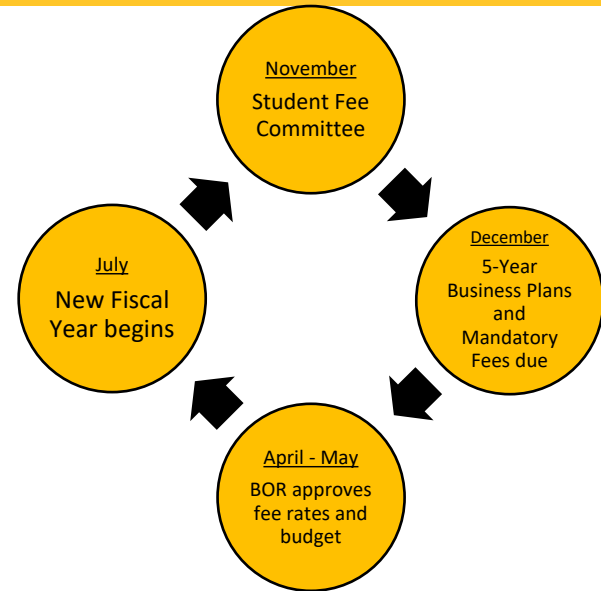 November
Student Fee
Committee
December
5-Year
Business Plans
and
Mandatory
Fees due
April - May
BOR approves
fee rates and
budget
July
New Fiscal
Year begins